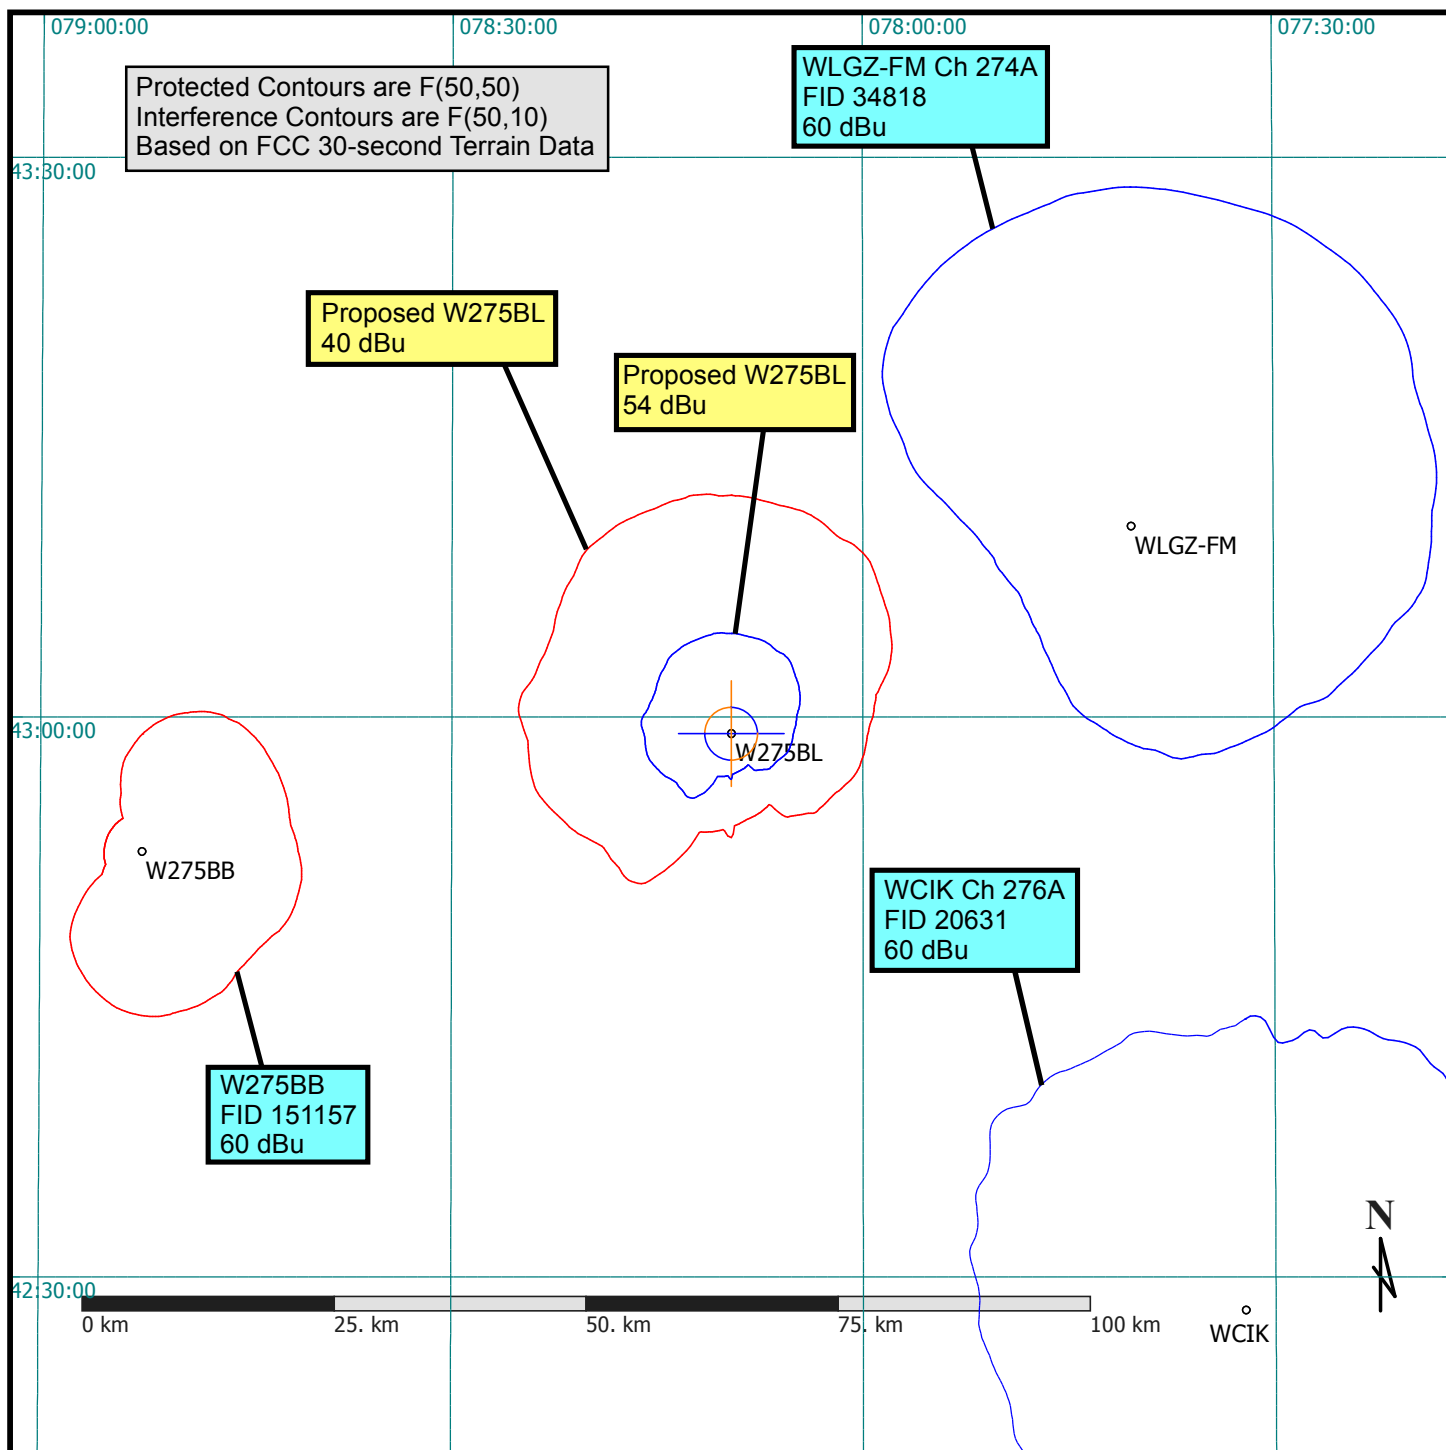 079:00:00
078:30:00
078:00:00
077:30:00
Protected Contours are F(50,50)
Interference Contours are F(50,10)
Based on FCC 30-second Terrain Data
WLGZ-FM Ch 274A
FID 34818
60 dBu
43:30:00
Proposed W275BL
40 dBu
Proposed W275BL
54 dBu
WLGZ-FM
43:00:00
W275BL
W275BB
WCIK Ch 276A
FID 20631
60 dBu
W275BB
FID 151157
60 dBu
N
42:30:00
0 km
25. km
50. km
75. km
100 km
WCIK